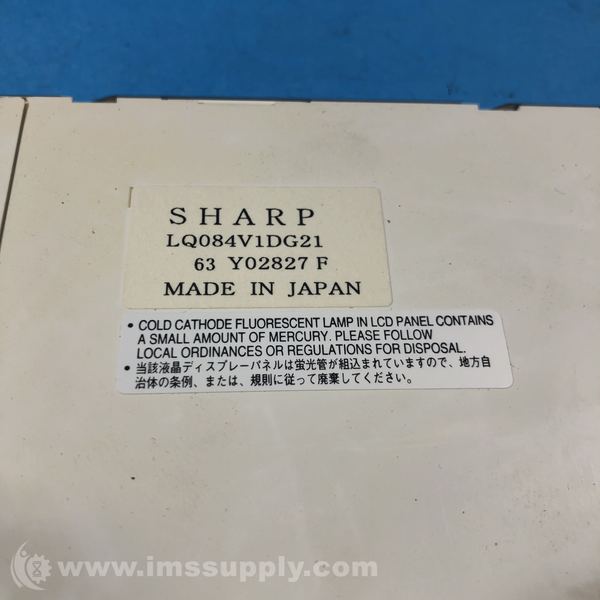 SHARP
LQ084V1DG21
63 Y02827 F
MADE IN JAPAN
• COLD CATHODE FLUORESCENT LAMP IN LCD PANEL CONTAINS
A SMALL AMOUNT OF MERCURY. PLEASE FOLLOW
LOCAL ORDINANCES OR REGULATIONS FOR DISPOSAL.
• 当該液晶ディスプレーパネルは蛍光管が組込まれていますので、地方自
治体の条例、または、規則に従って廃棄してください。
www.imssupply.com